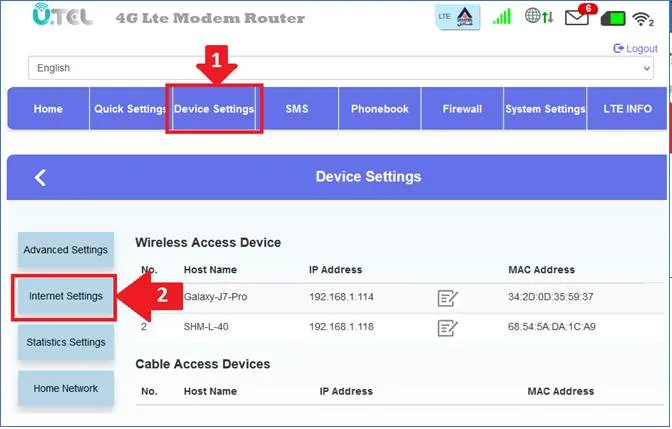 U.TEL 4G Lte Modem Router LTE 6 2
Logout
English
1
Home Quick Settings Device Settings SMS Phonebook Firewall System Settings LTE INFO
Device Settings
Advanced Settings
Internet Settings
Statistics Settings
Home Network
2
Wireless Access Device
No. Host Name IP Address MAC Address
Galaxy-J7-Pro 192.168.1.114 34:2D:0D:35:59:37
2 SHM-L-40 192.168.1.118 68:54:5A:DA:1C:A9
Cable Access Devices
No. Host Name IP Address MAC Address